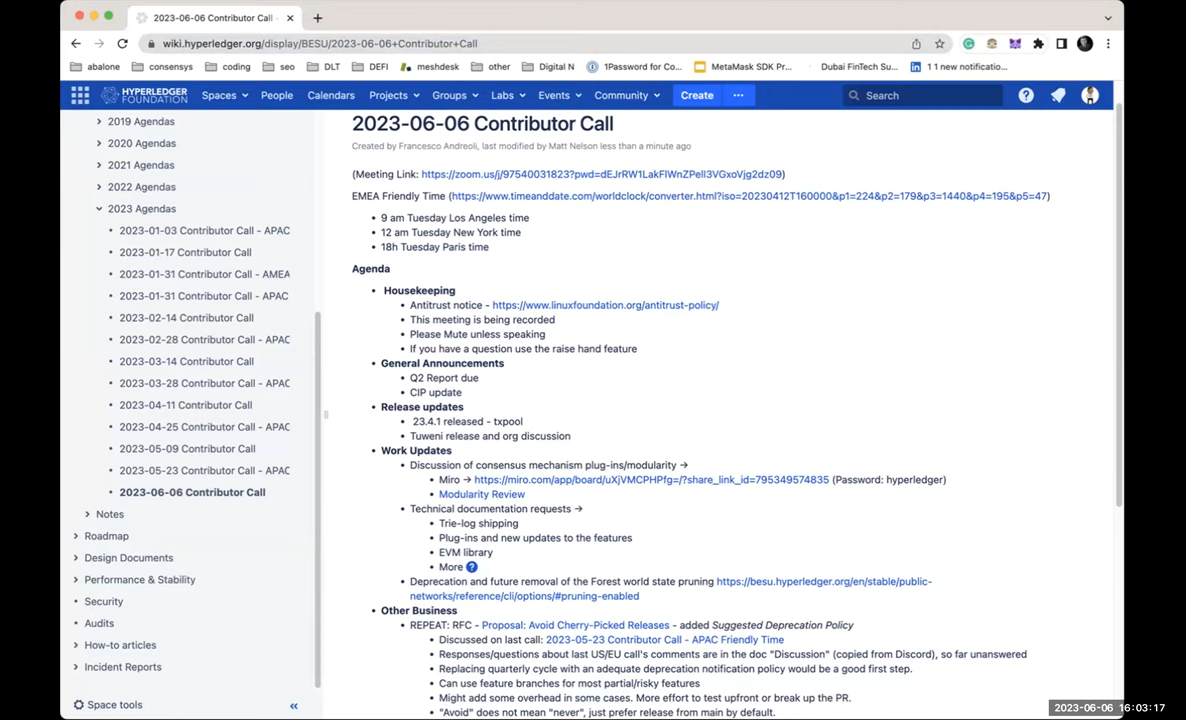 2023-06-06 Contributor Call
wiki.hyperledger.org/display/BESU/2023-06-06+Contributor+Call
abalone consensys coding seo DLT DEFI meshdesk other Digital N 1Password for Co... MetaMask SDK Pr... Dubai FinTech Su... 1 1 new notificatio...
HYPERLEDGER FOUNDATION Spaces People Calendars Projects Groups Labs Events Community Create ... Search
2019 Agendas
2020 Agendas
2021 Agendas
2022 Agendas
2023 Agendas
2023-01-03 Contributor Call - APAC
2023-01-17 Contributor Call
2023-01-31 Contributor Call - AMEA
2023-01-31 Contributor Call - APAC
2023-02-14 Contributor Call
2023-02-28 Contributor Call - APAC
2023-03-14 Contributor Call
2023-03-28 Contributor Call - APAC
2023-04-11 Contributor Call
2023-04-25 Contributor Call - APAC
2023-05-09 Contributor Call
2023-05-23 Contributor Call - APAC
2023-06-06 Contributor Call
Notes
Roadmap
Design Documents
Performance & Stability
Security
Audits
How-to articles
Incident Reports
Space tools «
2023-06-06 Contributor Call
Created by Francesco Andreoli, last modified by Matt Nelson less than a minute ago
(Meeting Link: https://zoom.us/j/97540031823?pwd=dEJrRW1LakFIWnZPell3VGxoVjg2dz09)
EMEA Friendly Time (https://www.timeanddate.com/worldclock/converter.html?iso=20230412T160000&p1=224&p2=179&p3=1440&p4=195&p5=47)
• 9 am Tuesday Los Angeles time
• 12 am Tuesday New York time
• 18h Tuesday Paris time
Agenda
• Housekeeping
• Antitrust notice - https://www.linuxfoundation.org/antitrust-policy/
• This meeting is being recorded
• Please Mute unless speaking
• If you have a question use the raise hand feature
• General Announcements
• Q2 Report due
• CIP update
• Release updates
• 23.4.1 released - txpool
• Tuweni release and org discussion
• Work Updates
• Discussion of consensus mechanism plug-ins/modularity →
• Miro → https://miro.com/app/board/uXjVMCPHPfg=/?share_link_id=795349574835 (Password: hyperledger)
• Modularity Review
• Technical documentation requests →
• Trie-log shipping
• Plug-ins and new updates to the features
• EVM library
• More ?
• Deprecation and future removal of the Forest world state pruning https://besu.hyperledger.org/en/stable/public-
networks/reference/cli/options/#pruning-enabled
• Other Business
• REPEAT: RFC - Proposal: Avoid Cherry-Picked Releases - added Suggested Deprecation Policy
• Discussed on last call: 2023-05-23 Contributor Call - APAC Friendly Time
• Responses/questions about last US/EU call's comments are in the doc "Discussion" (copied from Discord), so far unanswered
• Replacing quarterly cycle with an adequate deprecation notification policy would be a good first step.
• Can use feature branches for most partial/risky features
• Might add some overhead in some cases. More effort to test upfront or break up the PR.
• "Avoid" does not mean "never", just prefer release from main by default.
2023-06-06 16:03:17